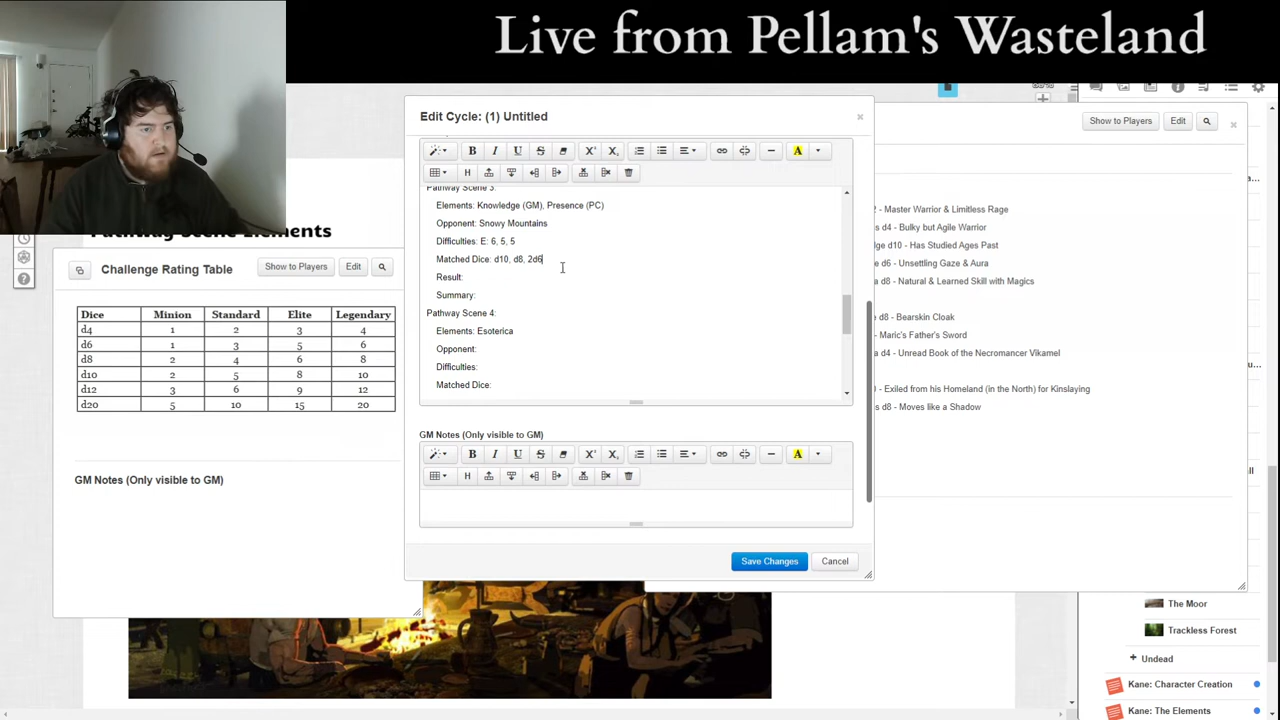 Live from Pellam's Wasteland
Edit Cycle: (1) Untitled
×
Show to Players
Edit
×
Elements: Knowledge (GM), Presence (PC)
Opponent: Snowy Mountains
Difficulties: E: 6, 5, 5
Matched Dice: d10, d8, 2d6
Result:
Summary:
Pathway Scene 3:
Pathway Scene 4:
Elements: Esoterica
Opponent:
Difficulties:
Matched Dice:
- Master Warrior & Limitless Rage
s d4 - Bulky but Agile Warrior
dge d10 - Has Studied Ages Past
e d6 - Unsettling Gaze & Aura
d8 - Natural & Learned Skill with Magics
e d8 - Bearskin Cloak
- Maric's Father's Sword
a d4 - Unread Book of the Necromancer Vikarnel
- Exiled from his Homeland (in the North) for Kinslaying
s d8 - Moves like a Shadow
Challenge Rating Table
Show to Players
Edit
Dice Minion Standard Elite Legendary
d4 1 2 3 4
d6 1 3 5 6
d8 2 4 6 8
d10 2 5 8 10
d12 3 6 9 12
d20 5 10 15 20
GM Notes (Only visible to GM)
GM Notes (Only visible to GM)
Save Changes
Cancel
The Moor
Trackless Forest
+ Undead
Kane: Character Creation
Kane: The Elements